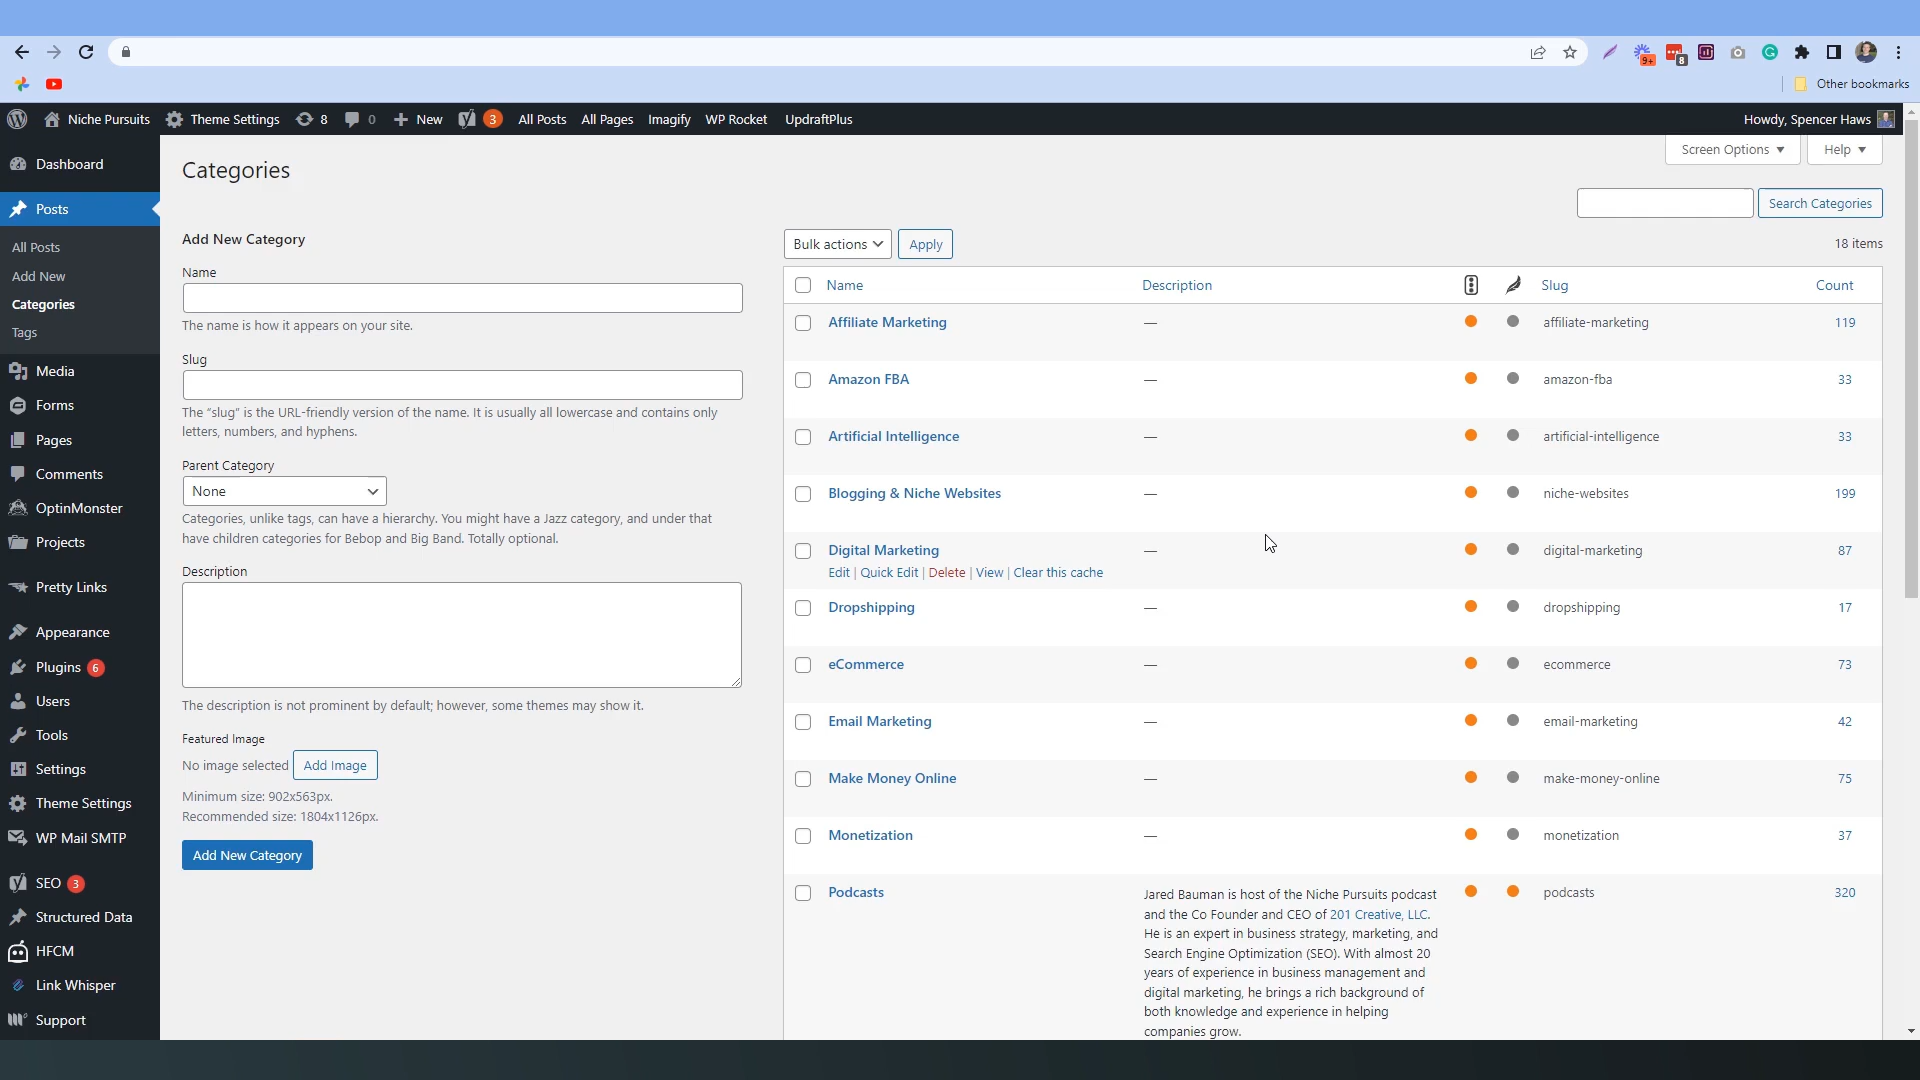 9+
8
Other bookmarks
Niche Pursuits
Theme Settings
8
0
New
3
All Posts
All Pages
Imagify
WP Rocket
UpdraftPlus
Howdy, Spencer Haws
Dashboard
Posts
All Posts
Add New
Categories
Tags
Media
Forms
Pages
Comments
OptinMonster
Projects
Pretty Links
Appearance
Plugins 6
Users
Tools
Settings
Theme Settings
WP Mail SMTP
SEO 3
Structured Data
HFCM
Link Whisper
Support
Screen Options
Help
Categories
Search Categories
Add New Category
Name
The name is how it appears on your site.
Slug
The “slug” is the URL-friendly version of the name. It is usually all lowercase and contains only
letters, numbers, and hyphens.
Parent Category
None
Categories, unlike tags, can have a hierarchy. You might have a Jazz category, and under that
have children categories for Bebop and Big Band. Totally optional.
Description
The description is not prominent by default; however, some themes may show it.
Featured Image
No image selected Add Image
Minimum size: 902x563px.
Recommended size: 1804x1126px.
Add New Category
Bulk actions Apply 18 items
Name Description Slug Count
Affiliate Marketing — affiliate-marketing 119
Amazon FBA — amazon-fba 33
Artificial Intelligence — artificial-intelligence 33
Blogging & Niche Websites — niche-websites 199
Digital Marketing — digital-marketing 87
Edit | Quick Edit | Delete | View | Clear this cache
Dropshipping — dropshipping 17
eCommerce — ecommerce 73
Email Marketing — email-marketing 42
Make Money Online — make-money-online 75
Monetization — monetization 37
Podcasts podcasts 320
Jared Bauman is host of the Niche Pursuits podcast
and the Co Founder and CEO of 201 Creative, LLC.
He is an expert in business strategy, marketing, and
Search Engine Optimization (SEO). With almost 20
years of experience in business management and
digital marketing, he brings a rich background of
both knowledge and experience in helping
companies grow.